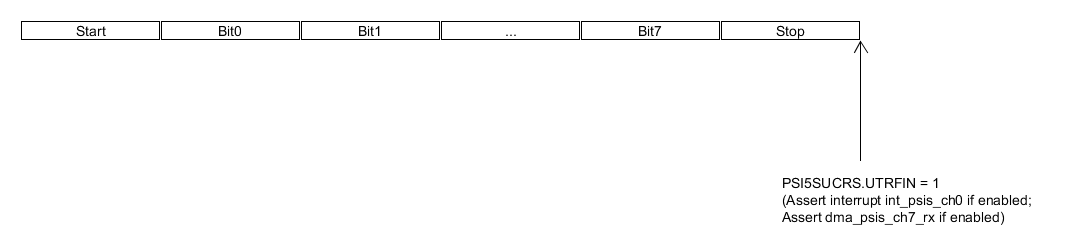 Start Bit0 Bit1 ... Bit7 Stop
PSI5SUCRS.UTRFIN = 1
(Assert interrupt int_psis_ch0 if enabled;
Assert dma_psis_ch7_rx if enabled)